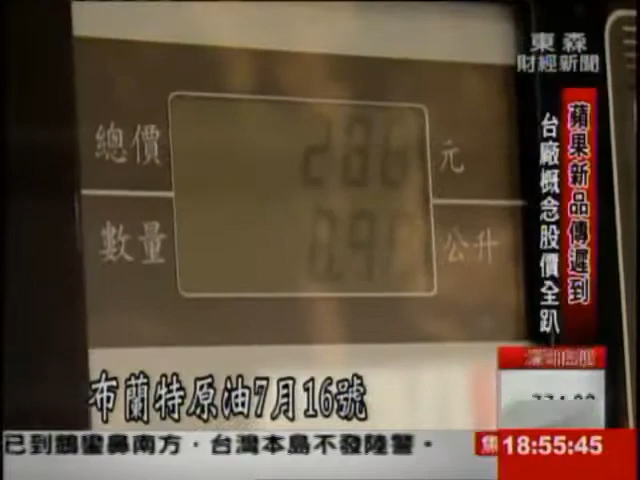 東森
財經新聞
蘋果新品傳遲到
台廠概念股價全趴
總價
元
數量
公升
布蘭特原油7月16號
已到鵝鑾鼻南方，台灣本島不發陸警。
焦
18:55:45